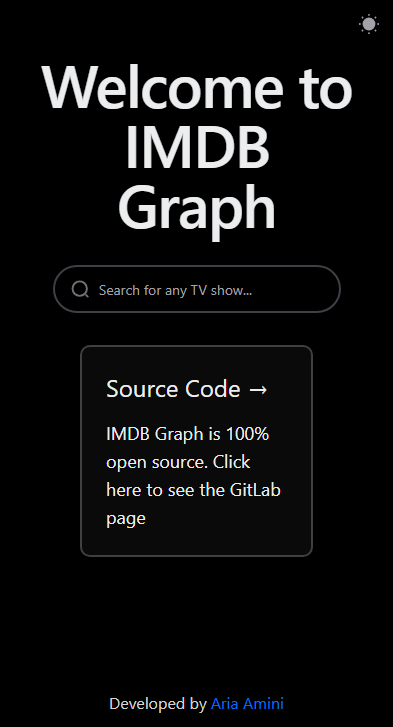 Welcome to
IMDB
Graph
Search for any TV show...
Source Code →
IMDB Graph is 100%
open source. Click
here to see the GitLab
page
Developed by Aria Amini